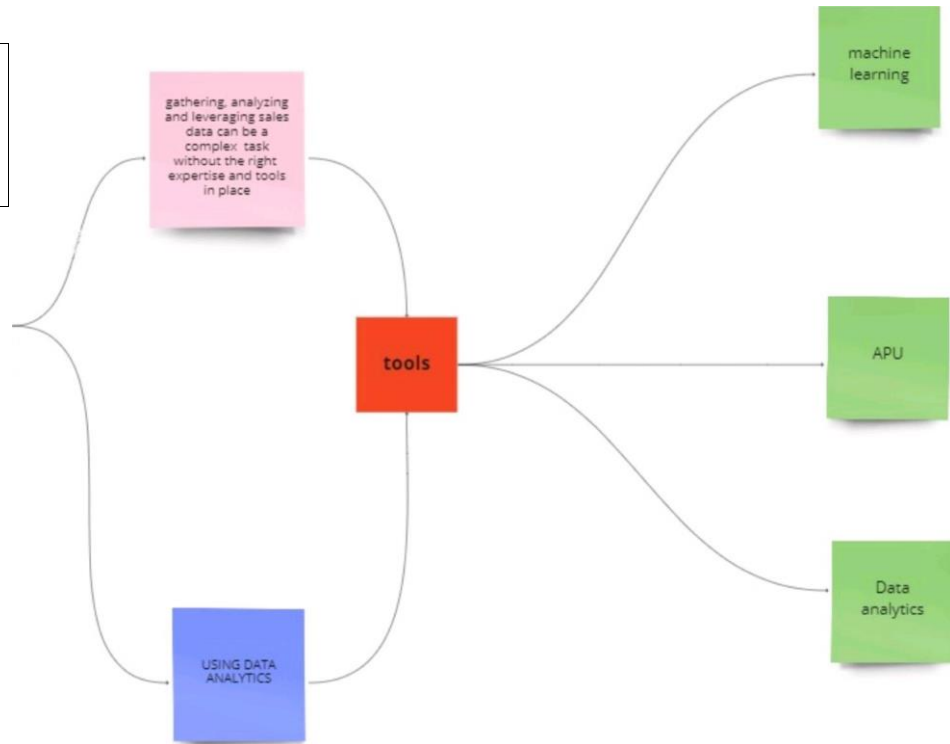 machine
learning
gathering, analyzing
and leveraging sales
data can be a
complex task
without the right
expertise and tools
in place
tools
APU
Data
analytics
USING DATA
ANALYTICS